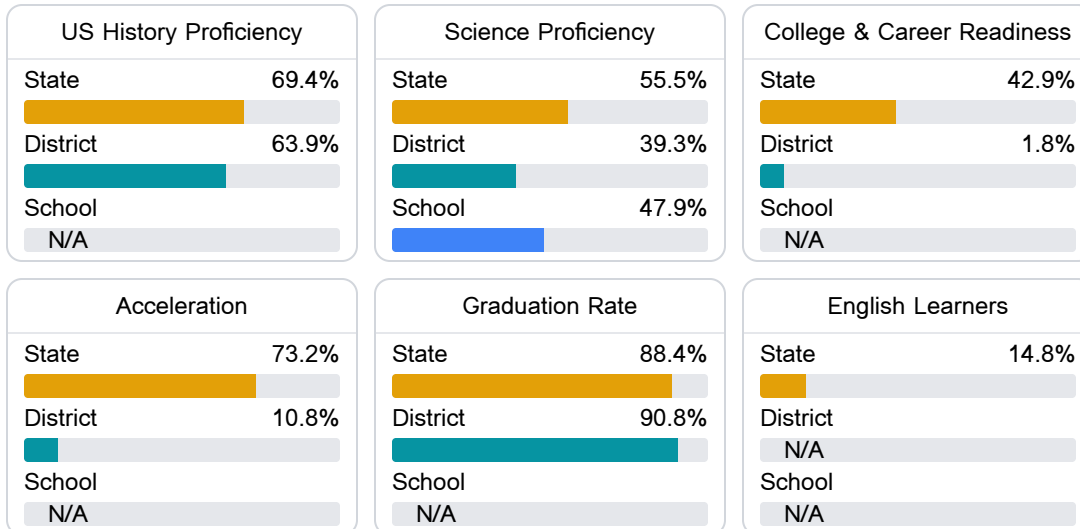 US History Proficiency
State 69.4%
District 63.9%
School
N/A
Science Proficiency
State 55.5%
District 39.3%
School 47.9%
College & Career Readiness
State 42.9%
District 1.8%
School
N/A
Acceleration
State 73.2%
District 10.8%
School
N/A
Graduation Rate
State 88.4%
District 90.8%
School
N/A
English Learners
State 14.8%
District
N/A
School
N/A